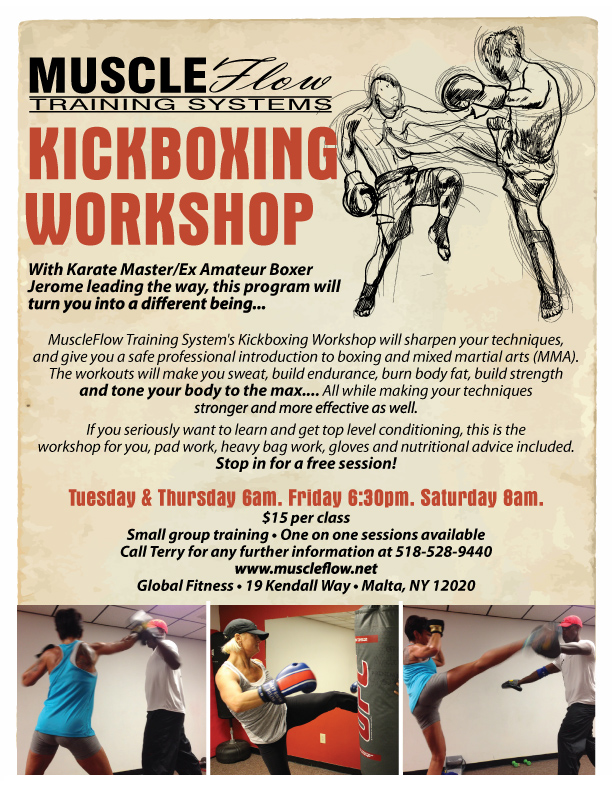 MUSCLE Flow
TRAINING SYSTEMS
KICKBOXING
WORKSHOP
With Karate Master/Ex Amateur Boxer
Jerome leading the way, this program will
turn you into a different being...
MuscleFlow Training System's Kickboxing Workshop will sharpen your techniques,
and give you a safe professional introduction to boxing and mixed martial arts (MMA).
The workouts will make you sweat, build endurance, burn body fat, build strength
and tone your body to the max.... All while making your techniques
stronger and more effective as well.
If you seriously want to learn and get top level conditioning, this is the
workshop for you, pad work, heavy bag work, gloves and nutritional advice included.
Stop in for a free session!
Tuesday & Thursday 6am. Friday 6:30pm. Saturday 8am.
$15 per class
Small group training • One on one sessions available
Call Terry for any further information at 518-528-9440
www.muscleflow.net
Global Fitness • 19 Kendall Way • Malta, NY 12020
UFC